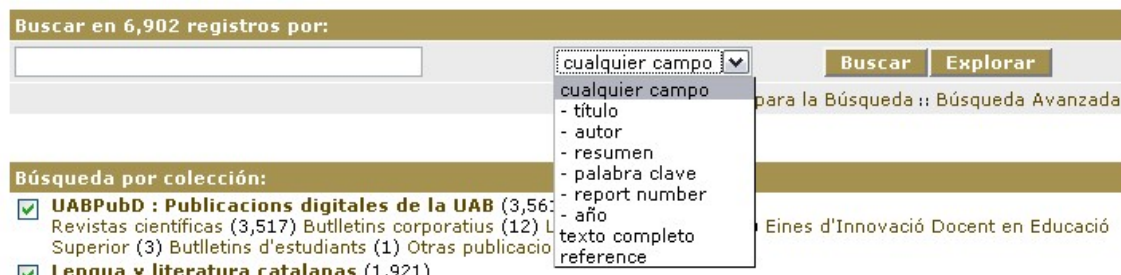 Buscar en 6,902 registros por:
cualquier campo Buscar Explorar
cualquier campo
- título
- autor
- resumen
- palabra clave
- report number
- año
texto completo
reference
para la Búsqueda :: Búsqueda Avanzada
Búsqueda por colección:
UABPubD : Publicacions digitales de la UAB (3,561
Revistas científicas (3,517) Butlletins corporatius (12) L Eines d'Innovació Docent en Educació
Superior (3) Butlletins d'estudiants (1) Otras publicacio
Lengua y literatura catalanas (1,921)